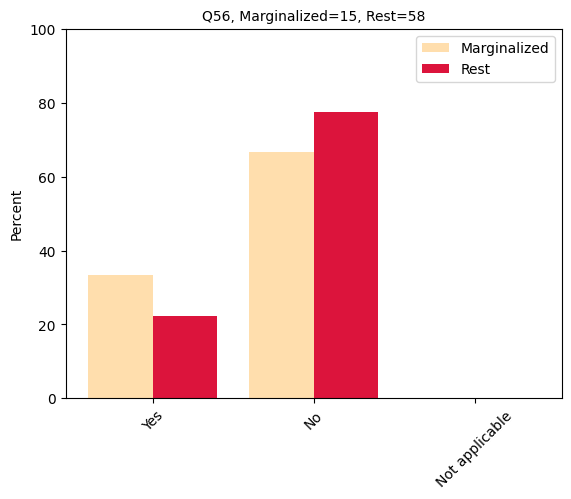 Q56, Marginalized=15, Rest=58
100
80
60
40
20
0
Percent
Marginalized
Rest
Yes
No
Not applicable